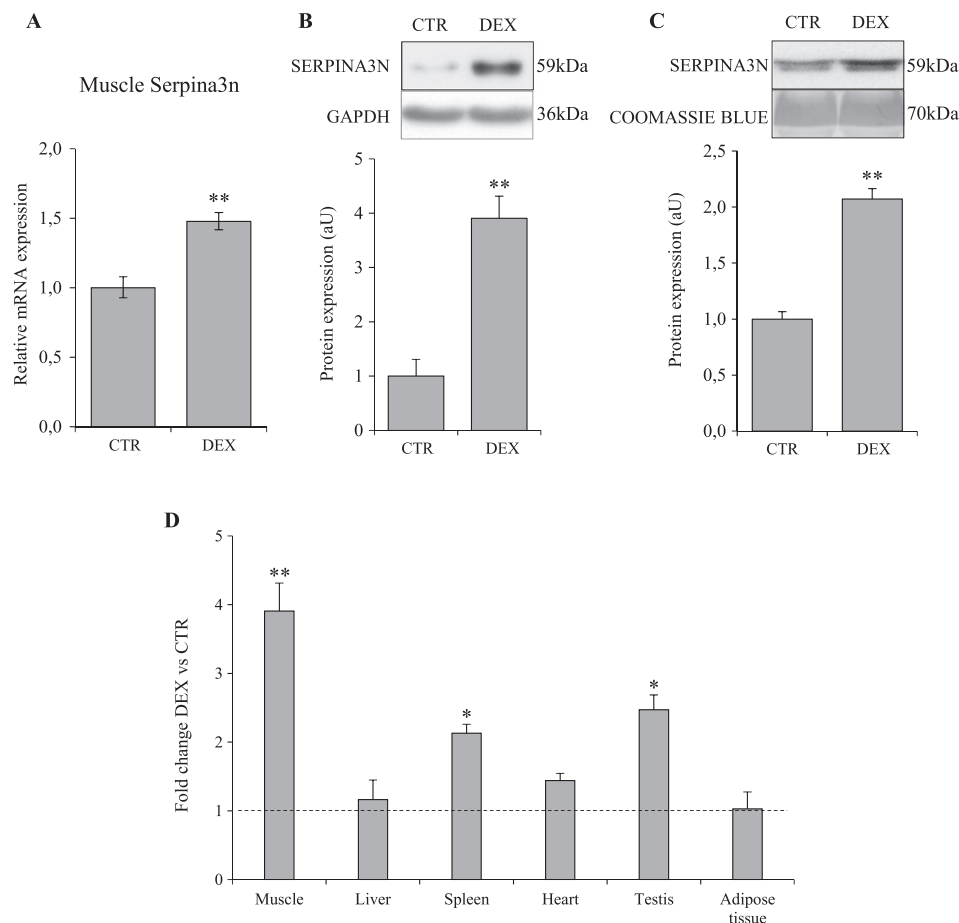 A
Muscle Serpina3n
Relative mRNA expression
2,0
1,5
1,0
0,5
0,0
**
CTR
DEX
B
CTR DEX
SERPINA3N 59kDa
GAPDH 36kDa
Protein expression (aU)
5
4
3
2
4
0
**
CTR
DEX
C
CTR DEX
SERPINA3N 59kDa
COOMASSIE BLUE 70kDa
Protein expression (aU)
2,5
2,0
1,5
1,0
0,5
0,0
**
CTR
DEX
D
Fold change DEX vs CTR
5
4
3
2
1
0
**
*
*
Muscle
Liver
Spleen
Heart
Testis
Adipose
tissue